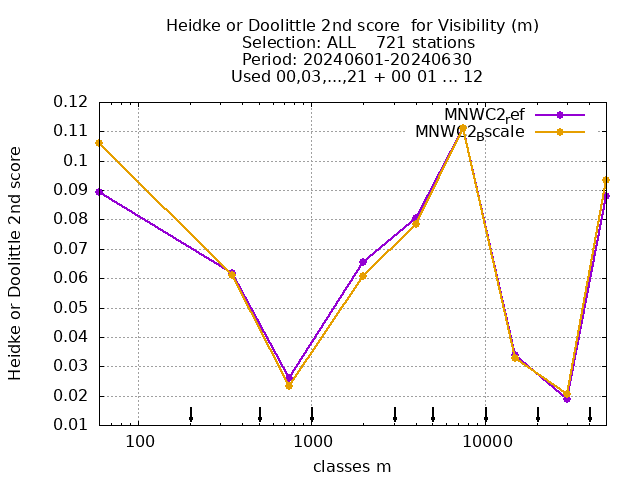 Heidke or Doolittle 2nd score  for Visibility (m)
Selection: ALL    721 stations
Period: 20240601-20240630
Used 00,03,...,21 + 00 01 ... 12
MNWC2ref
MNWC2Bscale
0.12
0.11
0.1
0.09
0.08
0.07
0.06
0.05
0.04
0.03
0.02
0.01
Heidke or Doolittle 2nd score
100
1000
10000
classes m